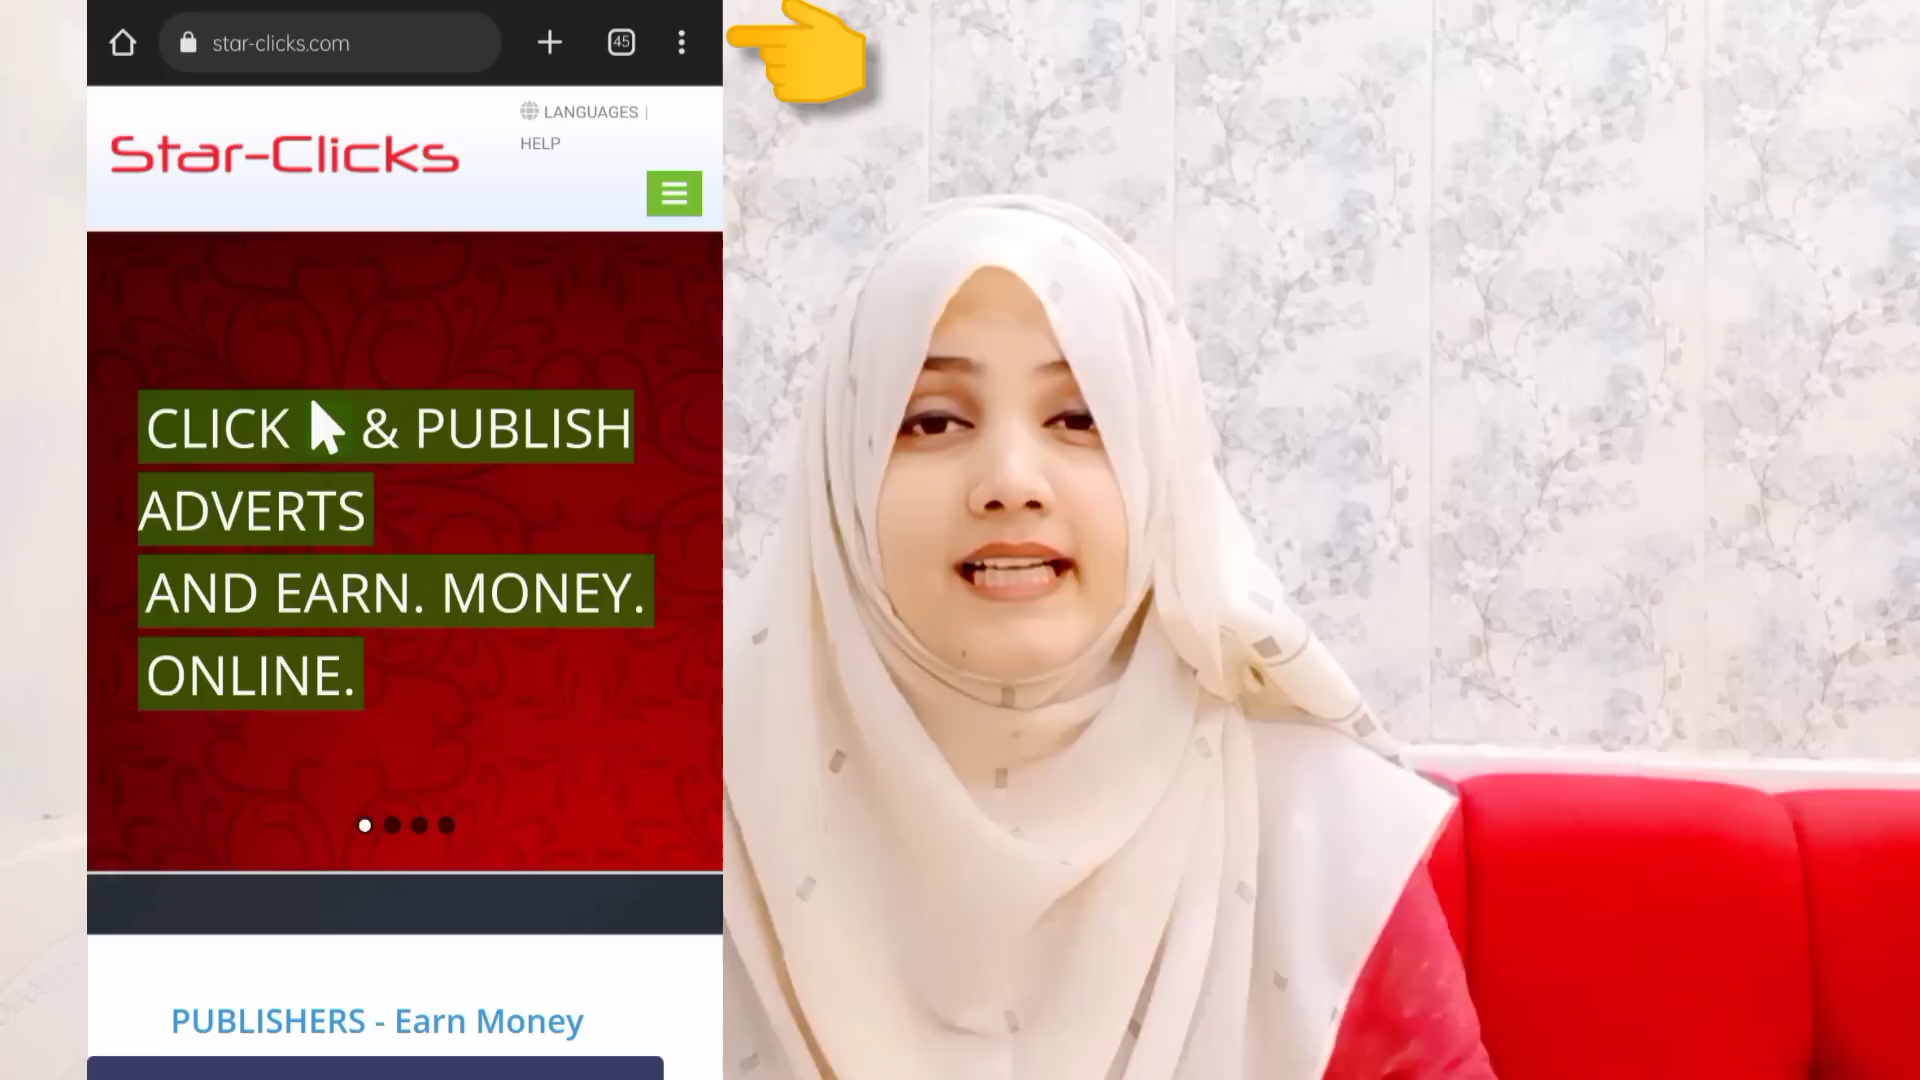 star-clicks.com
45
LANGUAGES |
HELP
Star-Clicks
CLICK & PUBLISH
ADVERTS
AND EARN. MONEY.
ONLINE.
PUBLISHERS - Earn Money